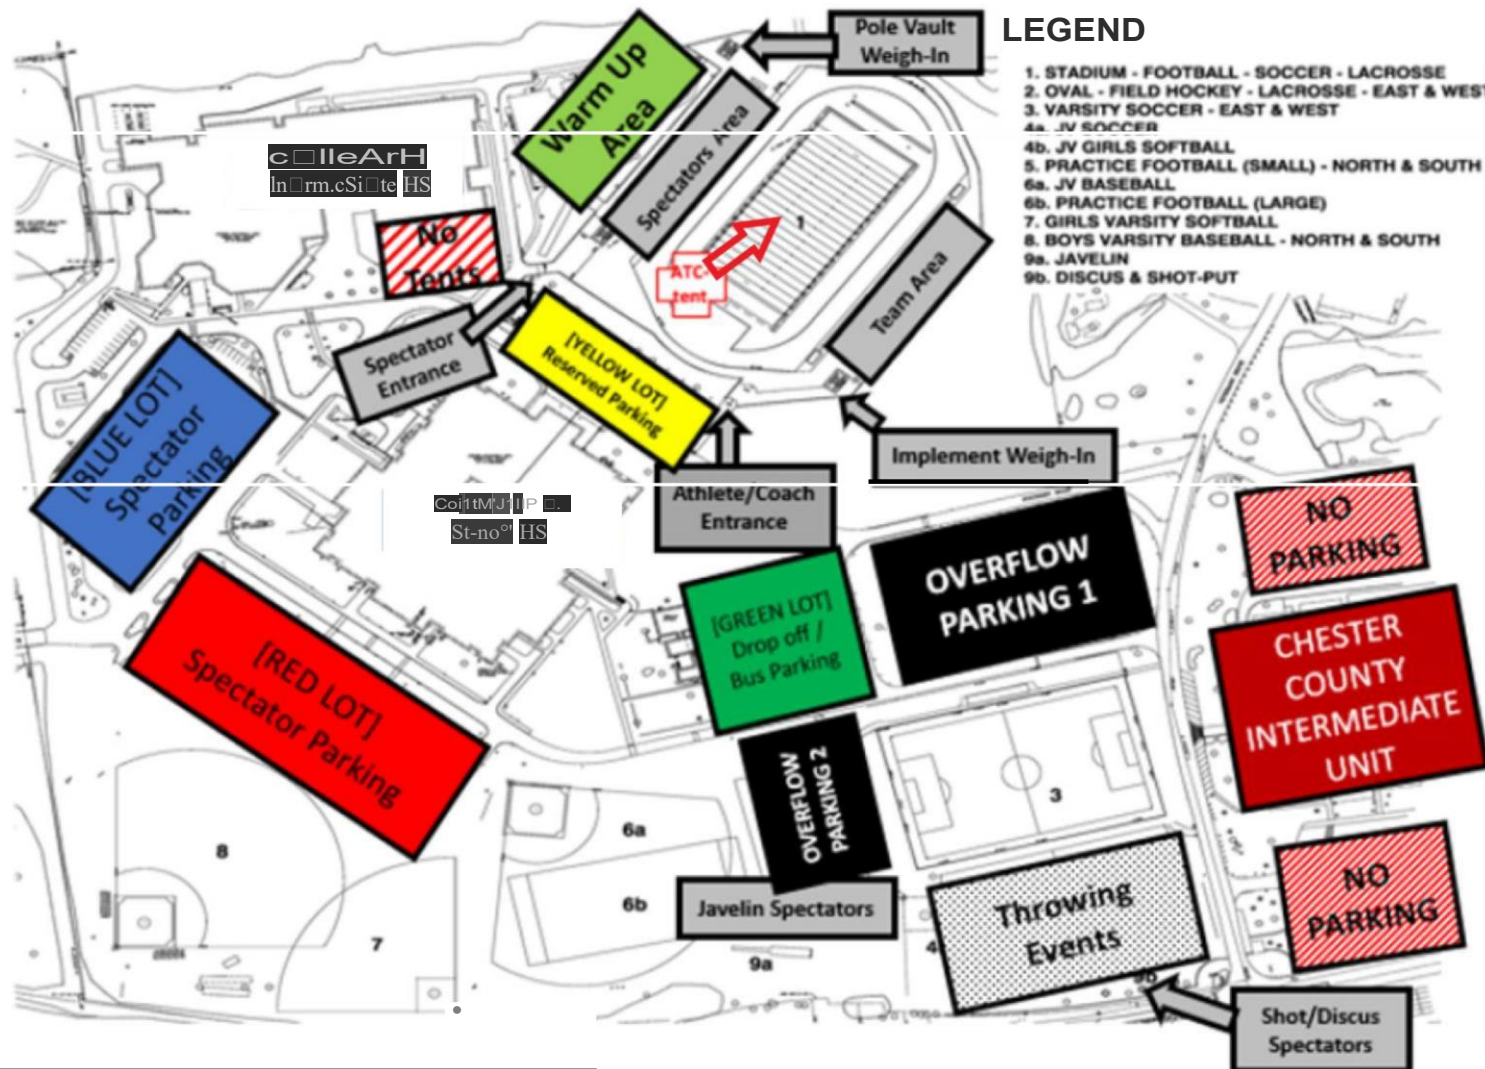 Pole Vault
Weigh-In
LEGEND
1. STADIUM - FOOTBALL - SOCCER - LACROSSE
2. OVAL - FIELD HOCKEY - LACROSSE - EAST & WEST
3. VARSITY SOCCER - EAST & WEST
4a. JV SOCCER
4b. JV GIRLS SOFTBALL
5. PRACTICE FOOTBALL (SMALL) - NORTH & SOUTH
6a. JV BASEBALL
6b. PRACTICE FOOTBALL (LARGE)
7. GIRLS VARSITY SOFTBALL
8. BOYS VARSITY BASEBALL - NORTH & SOUTH
9a. JAVELIN
9b. DISCUS & SHOT-PUT
Warm Up
Area
Spectators Area
1
HS
No
Tents
ATC-
tent
Team Area
Spectator
Entrance
[YELLOW LOT]
Reserved Parking
[BLUE LOT]
Spectator
Parking
Implement Weigh-In
Athlete/Coach
Entrance
HS
NO
PARKING
OVERFLOW
PARKING 1
[GREEN LOT]
Drop off /
Bus Parking
CHESTER
COUNTY
INTERMEDIATE
UNIT
[RED LOT]
Spectator Parking
OVERFLOW
PARKING 2
3
6a
8
6b
7
Javelin Spectators
Throwing
Events
NO
PARKING
4
9a
9b
Shot/Discus
Spectators